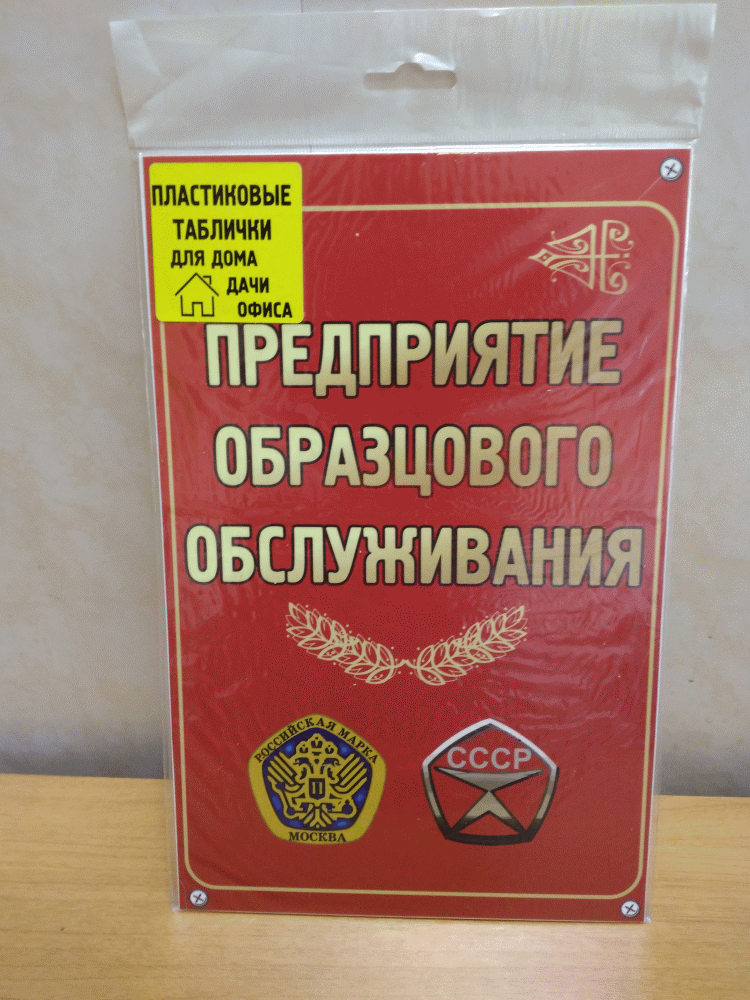 ПЛАСТИКОВЫЕ
ТАБЛИЧКИ
ДЛЯ ДОМА
ДАЧИ
ОФИСА
ПРЕДПРИЯТИЕ
ОБРАЗЦОВОГО
ОБСЛУЖИВАНИЯ
РОССИЙСКАЯ МАРКА
МОСКВА
СССР